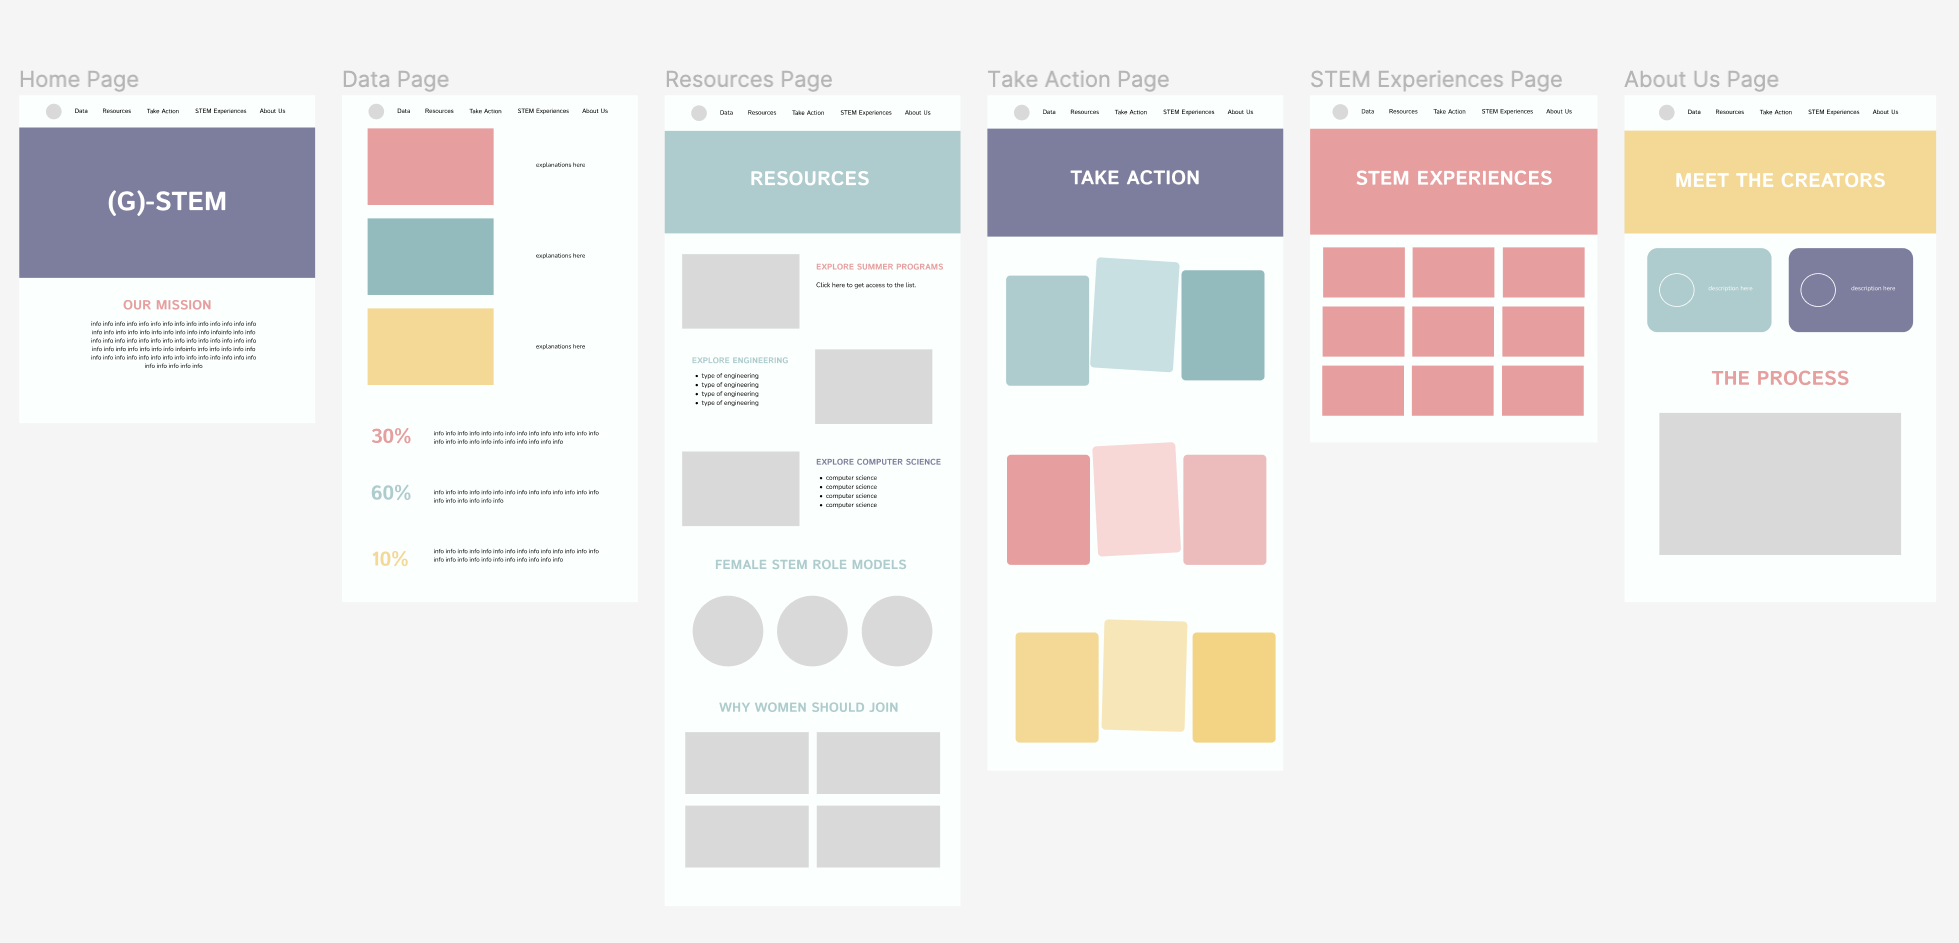 Home Page
Data Resources Take Action STEM Experiences About Us
(G)-STEM
OUR MISSION
info info info info info info info info info info info info info info info
info info info info info info info info info info info infoinfo info info
info info info info info info info info info info info info info info info
info info info info info info info info infoinfo info info info info info
info info info info info info info info info info info info info info info
info info info info info
Data Page
Data Resources Take Action STEM Experiences About Us
explanations here
explanations here
explanations here
30%
info info info info info info info info info info info info info info info
info info info info info info info info info info info info
60%
info info info info info info info info info info info info info info info
info info info info info info info
10%
info info info info info info info info info info info info info info info
info info info info info info info info info info info info
Resources Page
Data Resources Take Action STEM Experiences About Us
RESOURCES
EXPLORE SUMMER PROGRAMS
Click here to get access to the list.
EXPLORE ENGINEERING
• type of engineering
• type of engineering
• type of engineering
• type of engineering
EXPLORE COMPUTER SCIENCE
• computer science
• computer science
• computer science
• computer science
FEMALE STEM ROLE MODELS
WHY WOMEN SHOULD JOIN
Take Action Page
Data Resources Take Action STEM Experiences About Us
TAKE ACTION
STEM Experiences Page
Data Resources Take Action STEM Experiences About Us
STEM EXPERIENCES
About Us Page
Data Resources Take Action STEM Experiences About Us
MEET THE CREATORS
description here
description here
THE PROCESS